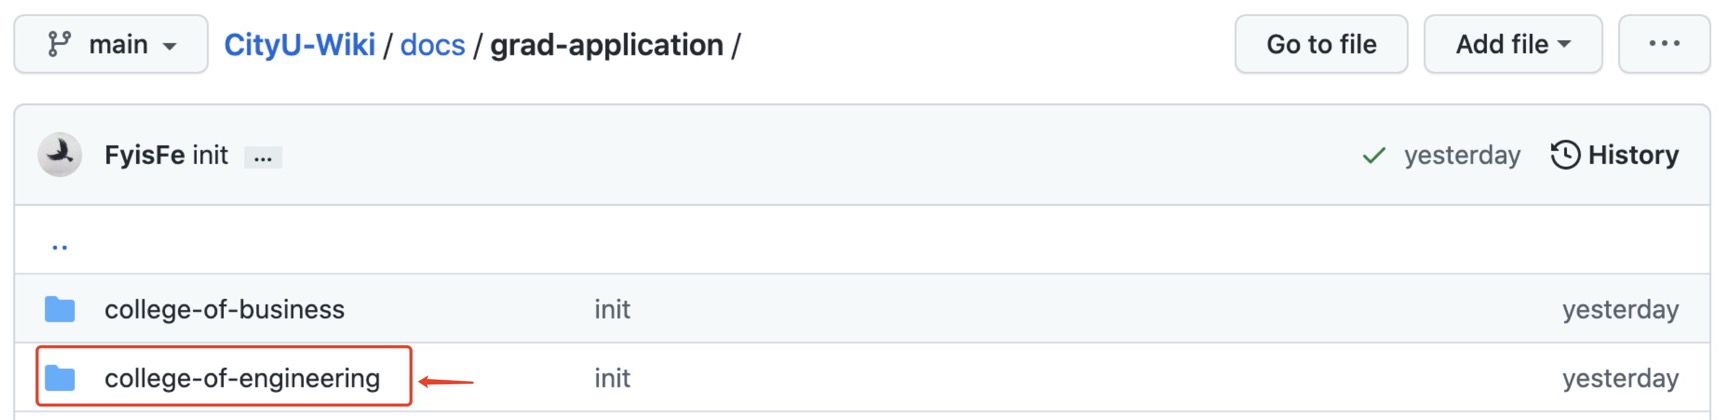 main CityU-Wiki / docs / grad-application / Go to file Add file ...
FyisFe init ... yesterday History
..
college-of-business init yesterday
college-of-engineering init yesterday